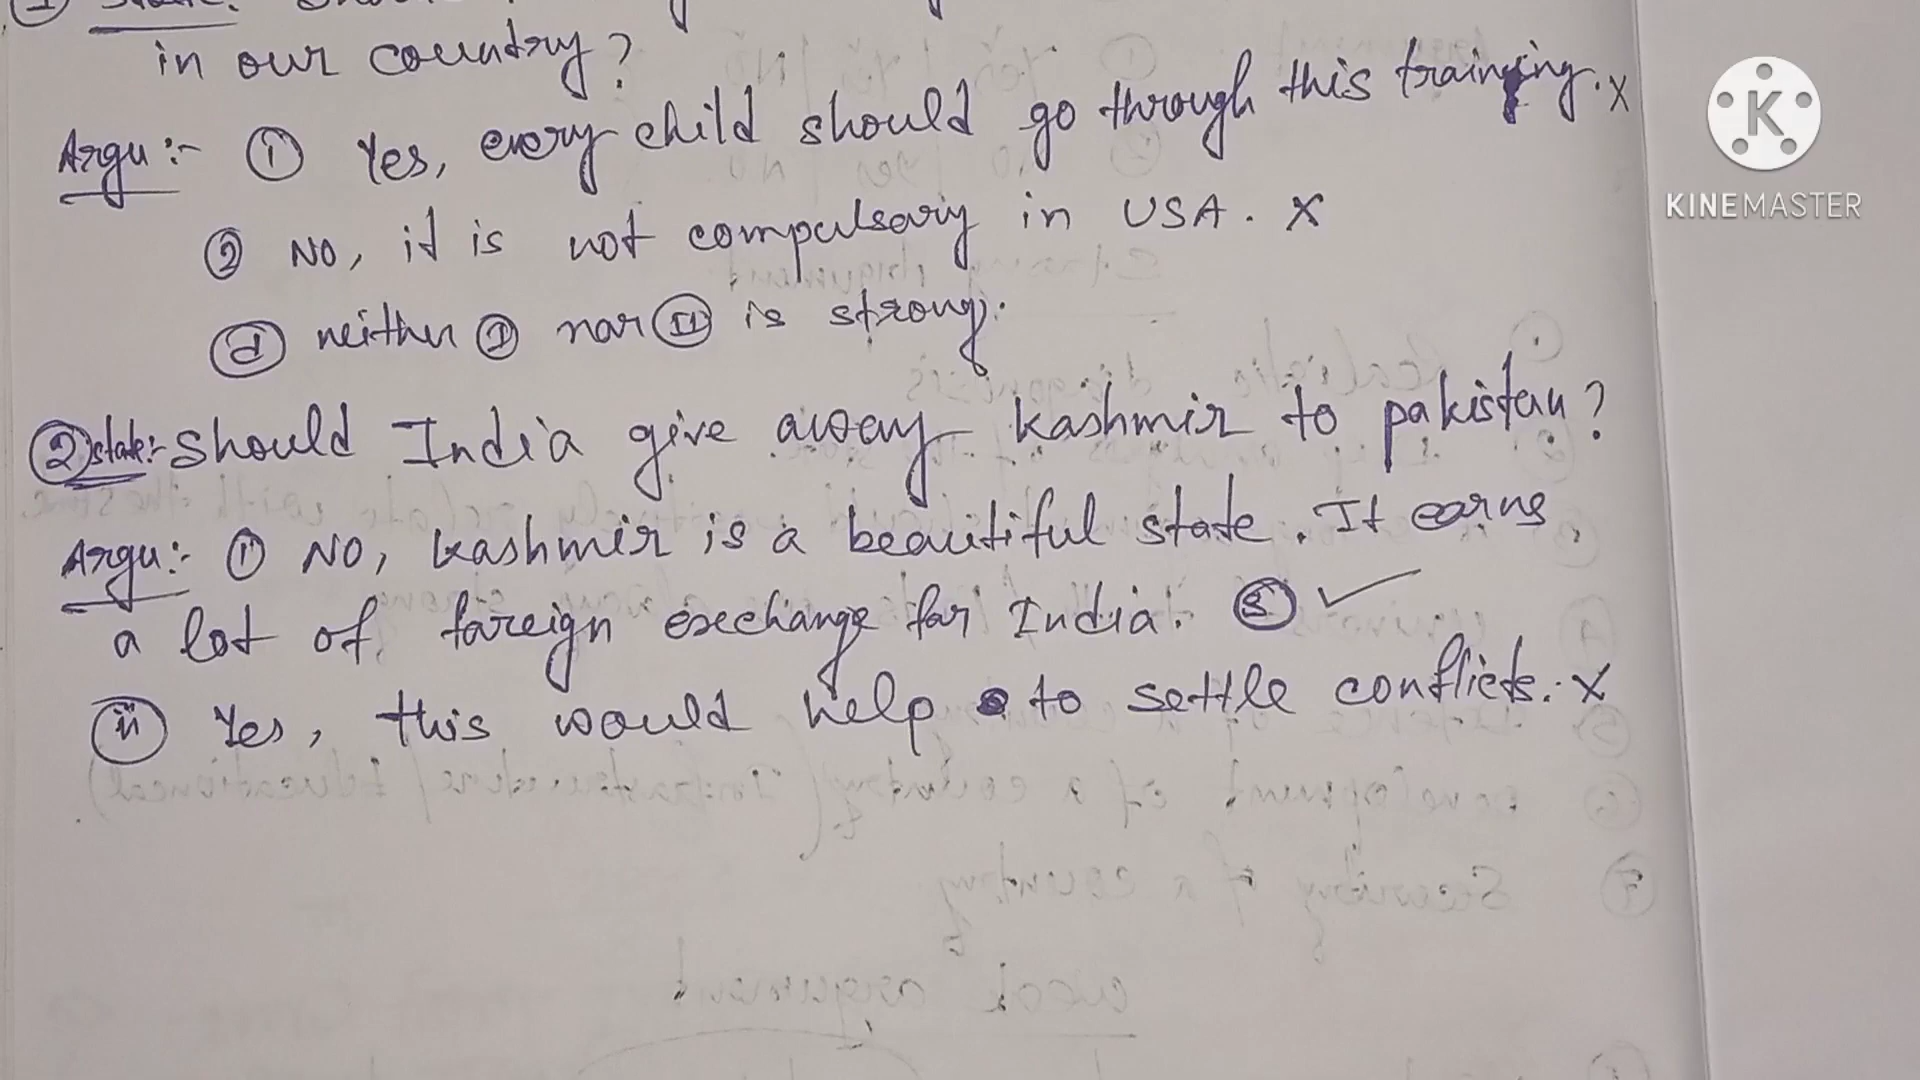 in our country?
Argu:- ① Yes, every child should go through this training. x
② NO, it is not compulsary in USA. x
ⓓ neither Ⓘ nor Ⓘⓘ is strong.
② state:- should India give away Kashmir to pakistan?
Argu:- ① NO, Kashmir is a beautiful state. It earns
a lot of foreign exechange for India. Ⓢ ✓
ⓘⓘ Yes, this would help to settle conflicts. x
K
KINEMASTER